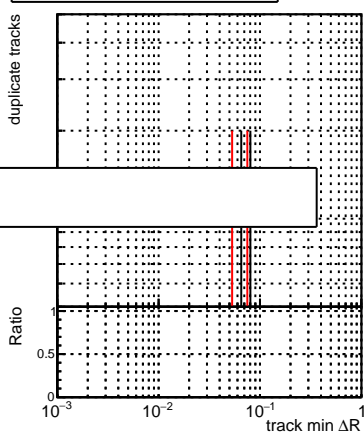 duplicate tracks
Ratio
1
0.5
0
10⁻³ 10⁻² 10⁻¹ 1
track min ΔR